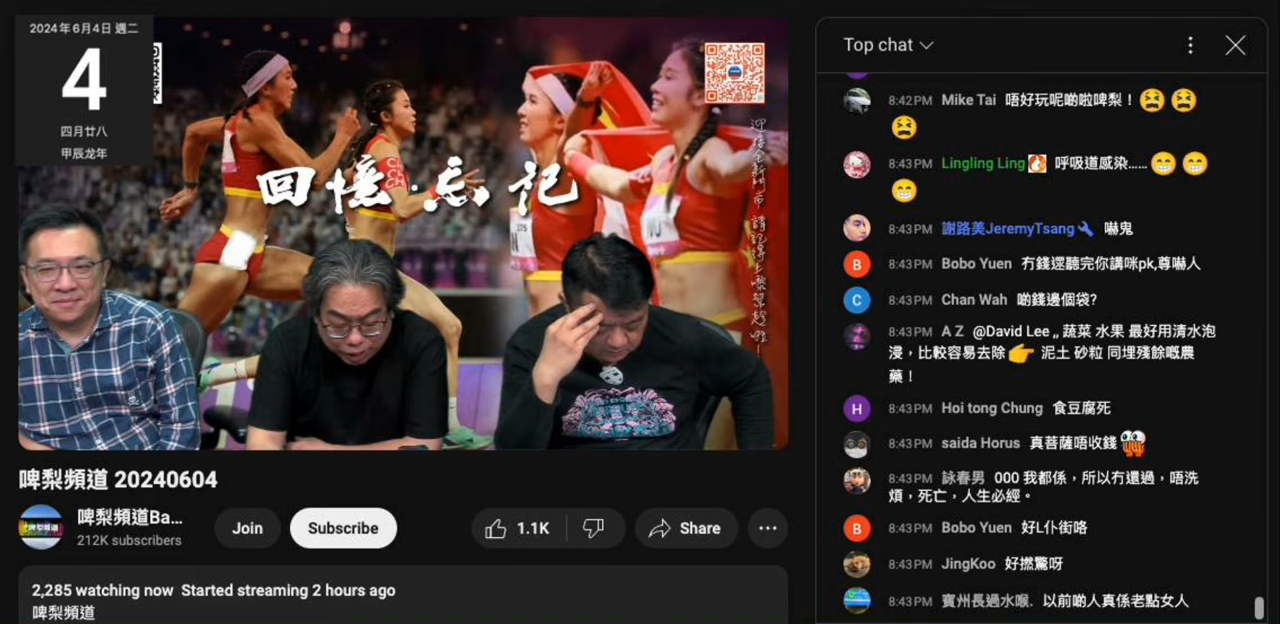 2024年6月4日 週二
4
四月廿八
甲辰龙年
回憶·忘記
啤梨頻道 20240604
啤梨頻道Ba...
212K subscribers
Join
Subscribe
1.1K
Share
2,285 watching now Started streaming 2 hours ago
啤梨頻道
Top chat
8:42PM Mike Tai 唔好玩呢啲啦啤梨！😫😫
😫
8:43PM Lingling Ling 呼吸道感染......😁😁
😁
8:43PM 謝路美JeremyTsang 嚇鬼
8:43PM Bobo Yuen 冇錢還聽完你講咪pk,尊嚇人
8:43PM Chan Wah 啲錢邊個袋?
8:43PM A Z @David Lee ,, 蔬菜 水果 最好用清水泡
浸，比較容易去除👉 泥土 砂粒 同埋殘餘嘅農
藥！
8:43PM Hoi tong Chung 食豆腐死
8:43PM saida Horus 真菩薩唔收錢
8:43PM 詠春男 000 我都係，所以冇還過，唔洗
煩，死亡，人生必經。
8:43PM Bobo Yuen 好L仆街咯
8:43PM JingKoo 好撚驚呀
8:43PM 賓州長過水喉. 以前啲人真係老點女人